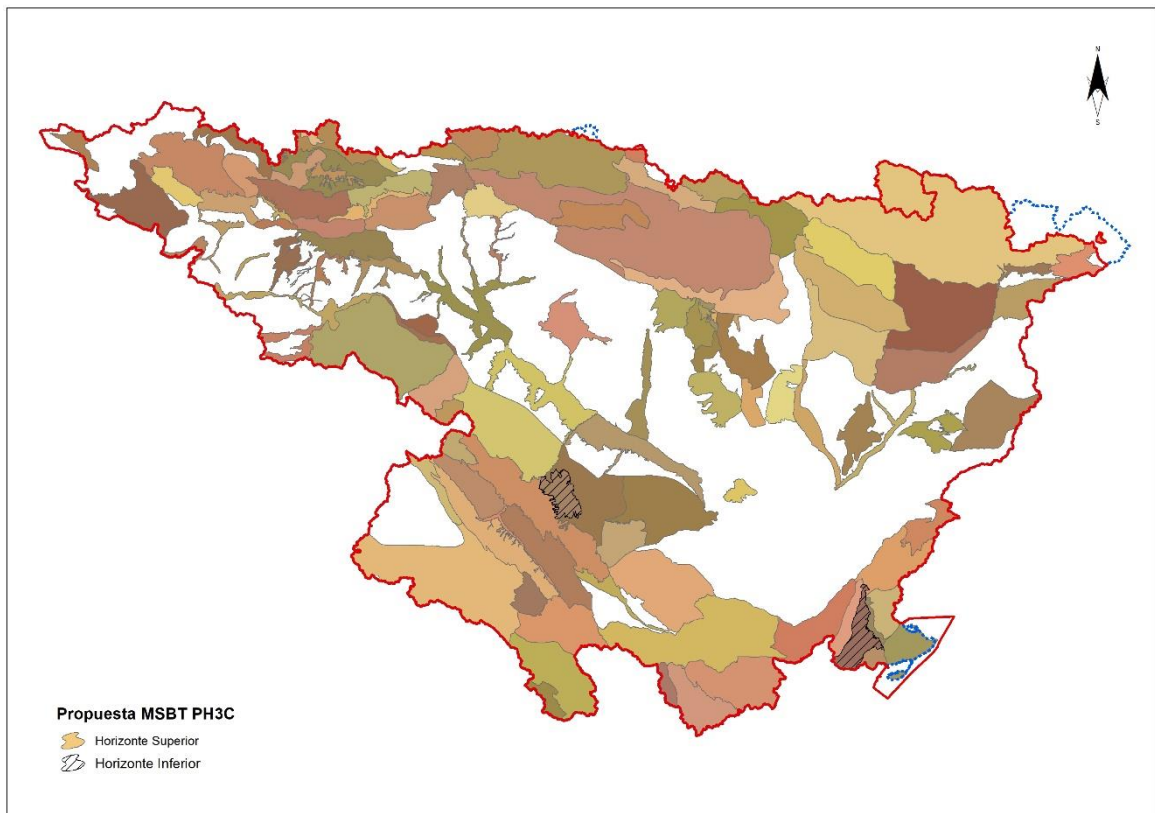 N
S
Propuesta MSBT PH3C
Horizonte Superior
Horizonte Inferior